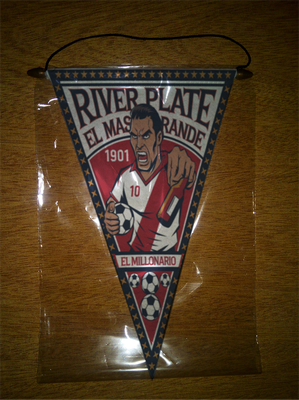 RIVER PLATE
EL MAS GRANDE
1901
10
EL MILLONARIO